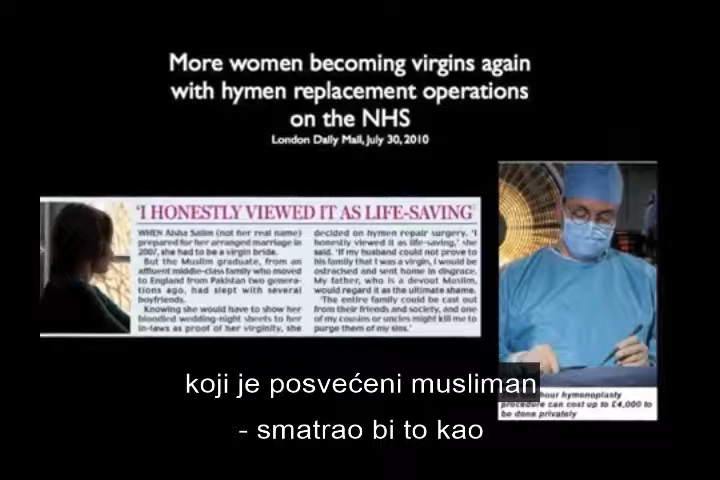 More women becoming virgins again
with hymen replacement operations
on the NHS
London Daily Mail, July 30, 2010
'I HONESTLY VIEWED IT AS LIFE-SAVING'
WHEN Aisha Salim (not her real name)
prepared for her arranged marriage in
2007, she had to be a virgin bride.
But the Muslim graduate, from an
affluent middle-class family who moved
to England from Pakistan two genera-
tions ago, had slept with several
boyfriends.
Knowing she would have to show her
bloodied wedding-night sheets to her
in-laws as proof of her virginity, she
decided on hymen repair surgery. 'I
honestly viewed it as life-saving,' she
said. 'If my husband could not prove to
his family that I was a virgin, I would be
ostracised and sent home in disgrace.
My father, who is a devout Muslim,
would regard it as the ultimate shame.
'The entire family could be cast out
from their friends and society, and one
of my cousins or uncles might kill me to
purge them of my sins.'
hour hymenoplasty
procedure can cost up to £4,000 to
be done privately
koji je posvećeni musliman
- smatrao bi to kao